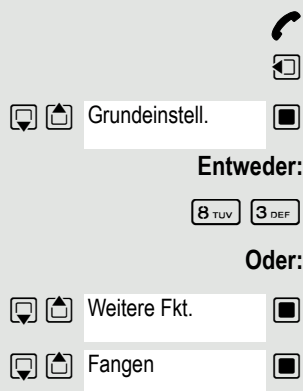 Grundeinstell.
Entweder:
8 TUV 3 DEF
Oder:
Weitere Fkt.
Fangen